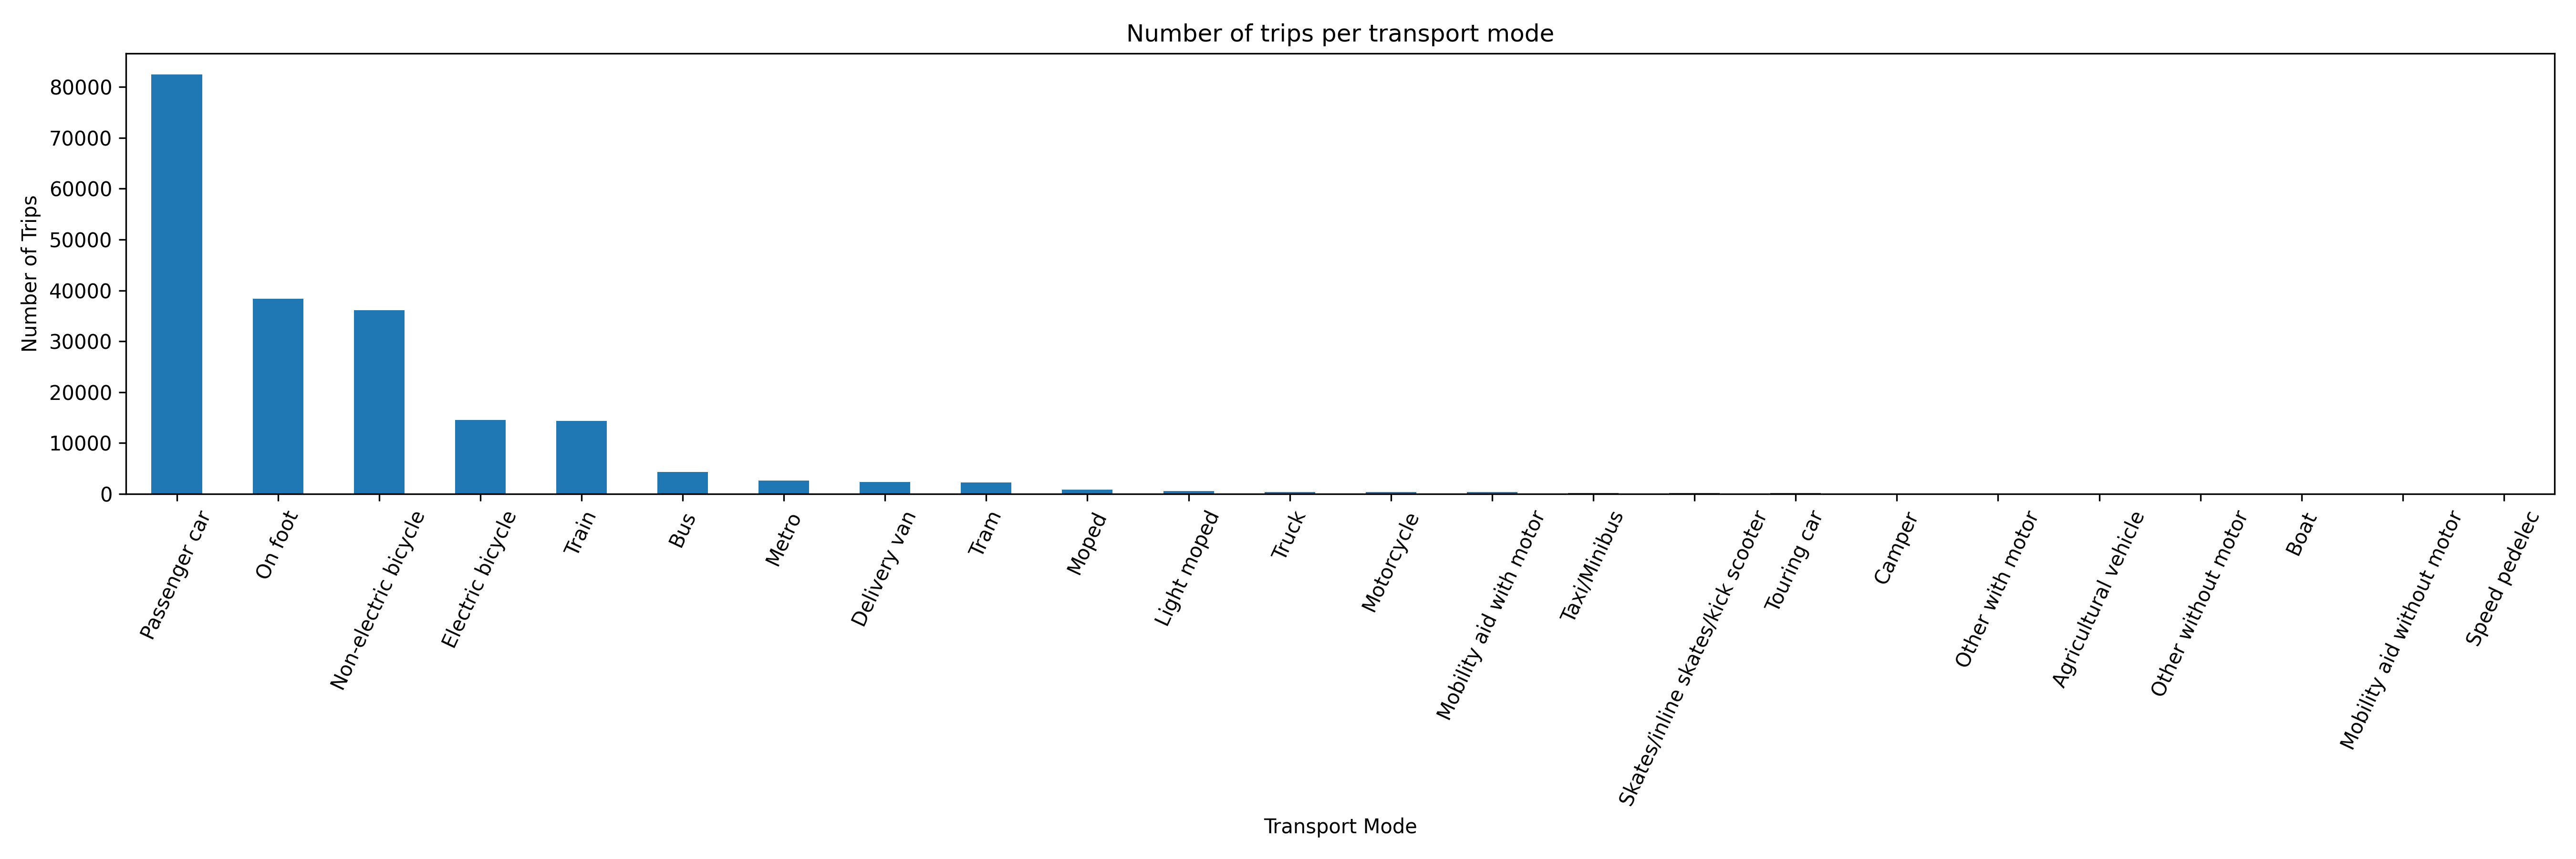 Number of trips per transport mode
Number of Trips
80000
70000
60000
50000
40000
30000
20000
10000
0
Passenger car
On foot
Non-electric bicycle
Electric bicycle
Train
Bus
Metro
Delivery van
Tram
Moped
Light moped
Truck
Motorcycle
Mobility aid with motor
Taxi/Minibus
Skates/inline skates/kick scooter
Touring car
Camper
Other with motor
Agricultural vehicle
Other without motor
Boat
Mobility aid without motor
Speed pedelec
Transport Mode